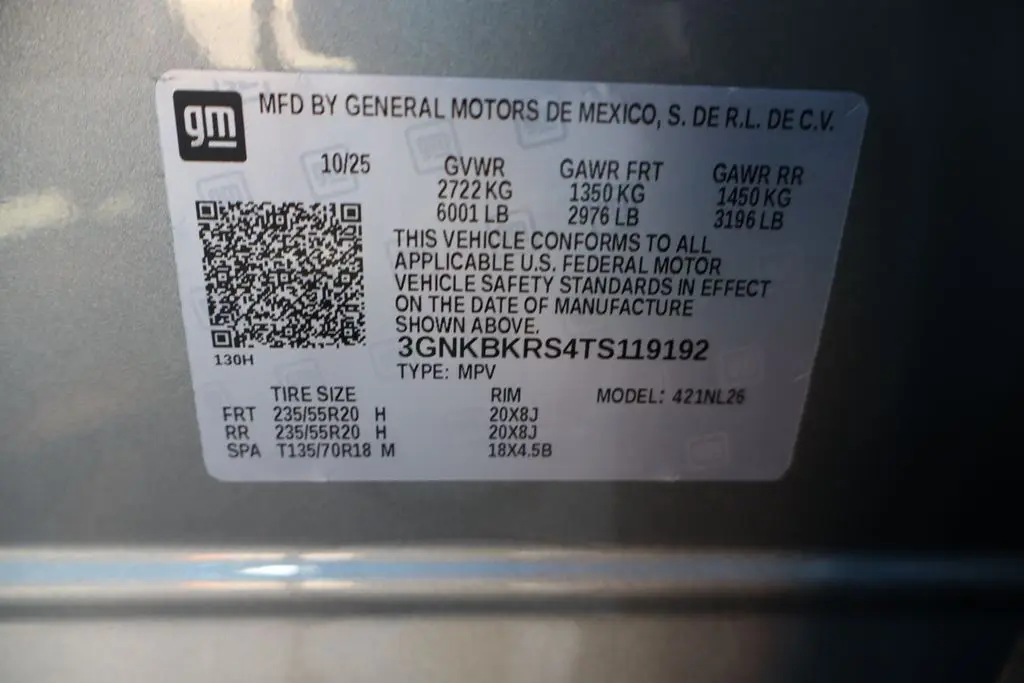 gm MFD BY GENERAL MOTORS DE MEXICO, S. DE R.L. DE C.V.
10/25 GVWR GAWR FRT GAWR RR
2722 KG 1350 KG 1450 KG
6001 LB 2976 LB 3196 LB
THIS VEHICLE CONFORMS TO ALL
APPLICABLE U.S. FEDERAL MOTOR
VEHICLE SAFETY STANDARDS IN EFFECT
ON THE DATE OF MANUFACTURE
SHOWN ABOVE.
3GNKBKRS4TS119192
130H
TYPE: MPV
TIRE SIZE RIM MODEL: 421NL26
FRT 235/55R20 H 20X8J
RR 235/55R20 H 20X8J
SPA T135/70R18 M 18X4.5B